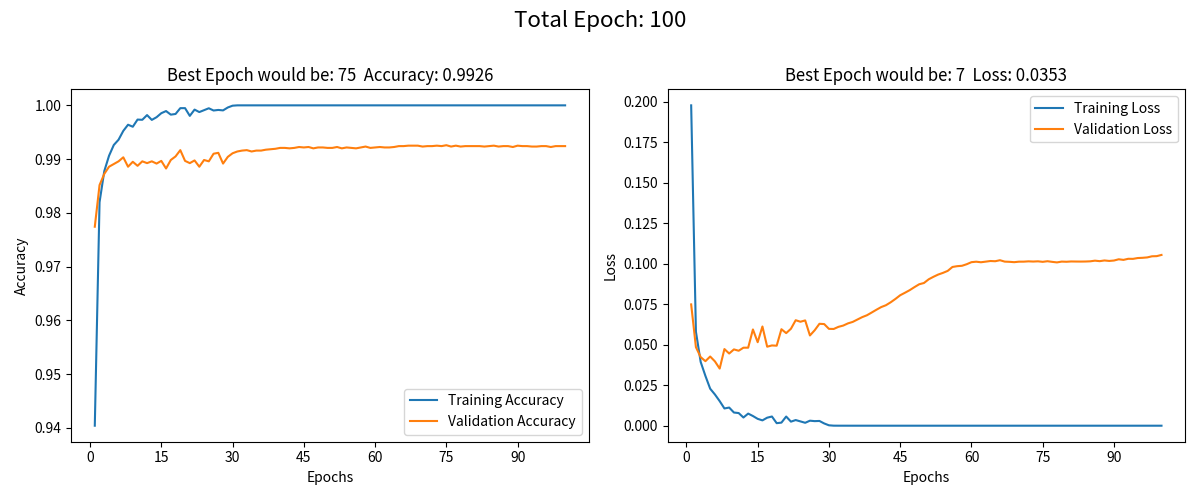 Total Epoch: 100
Best Epoch would be: 75 Accuracy: 0.9926
1.00
0.99
0.98
0.97
0.96
0.95
0.94
Accuracy
Training Accuracy
Validation Accuracy
0 15 30 45 60 75 90
Epochs
Best Epoch would be: 7 Loss: 0.0353
0.200
0.175
0.150
0.125
0.100
0.075
0.050
0.025
0.000
Loss
Training Loss
Validation Loss
0 15 30 45 60 75 90
Epochs